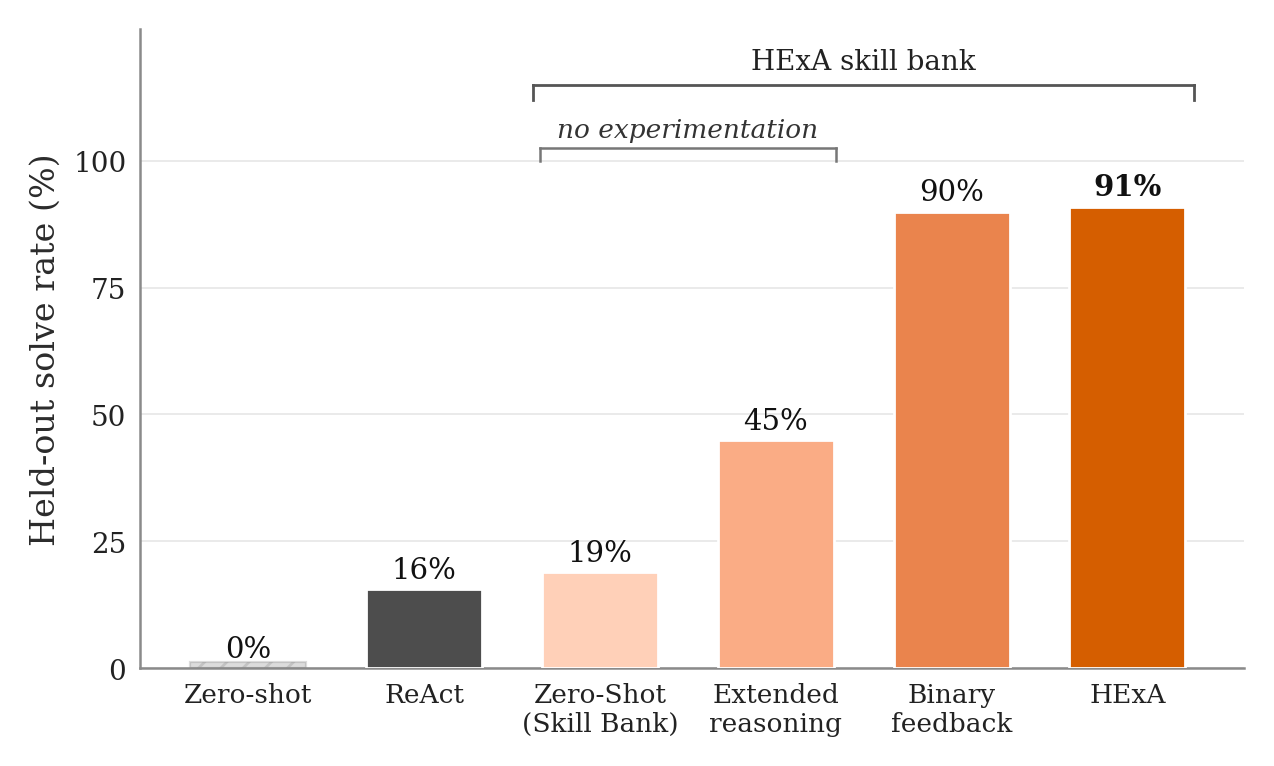 HExA skill bank
no experimentation
Held-out solve rate (%)
100
75
50
25
0
0%
16%
19%
45%
90%
91%
Zero-shot
ReAct
Zero-Shot
(Skill Bank)
Extended
reasoning
Binary
feedback
HExA